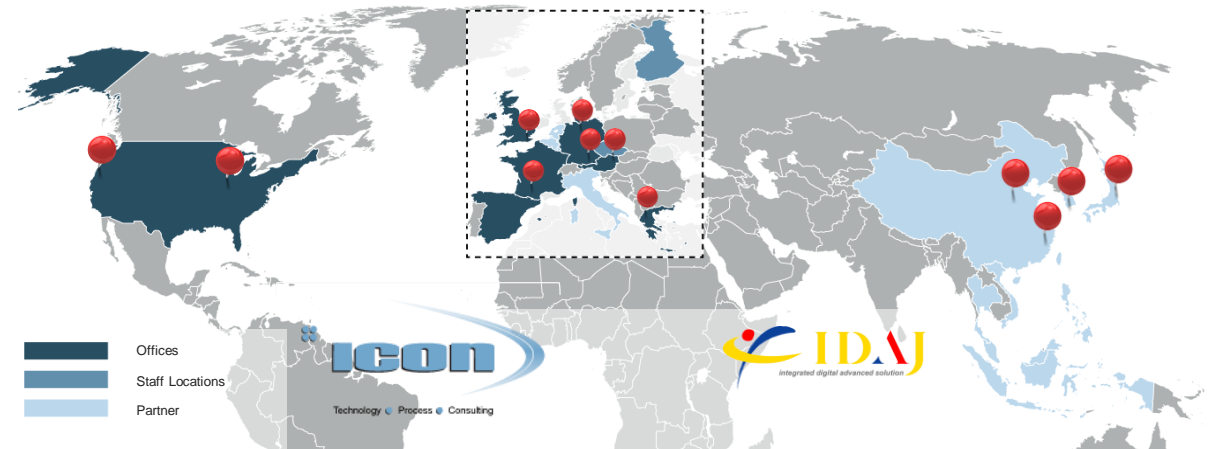 Offices
Staff Locations
Partner
ICON
Technology Process Consulting
IDAJ
integrated digital advanced solution